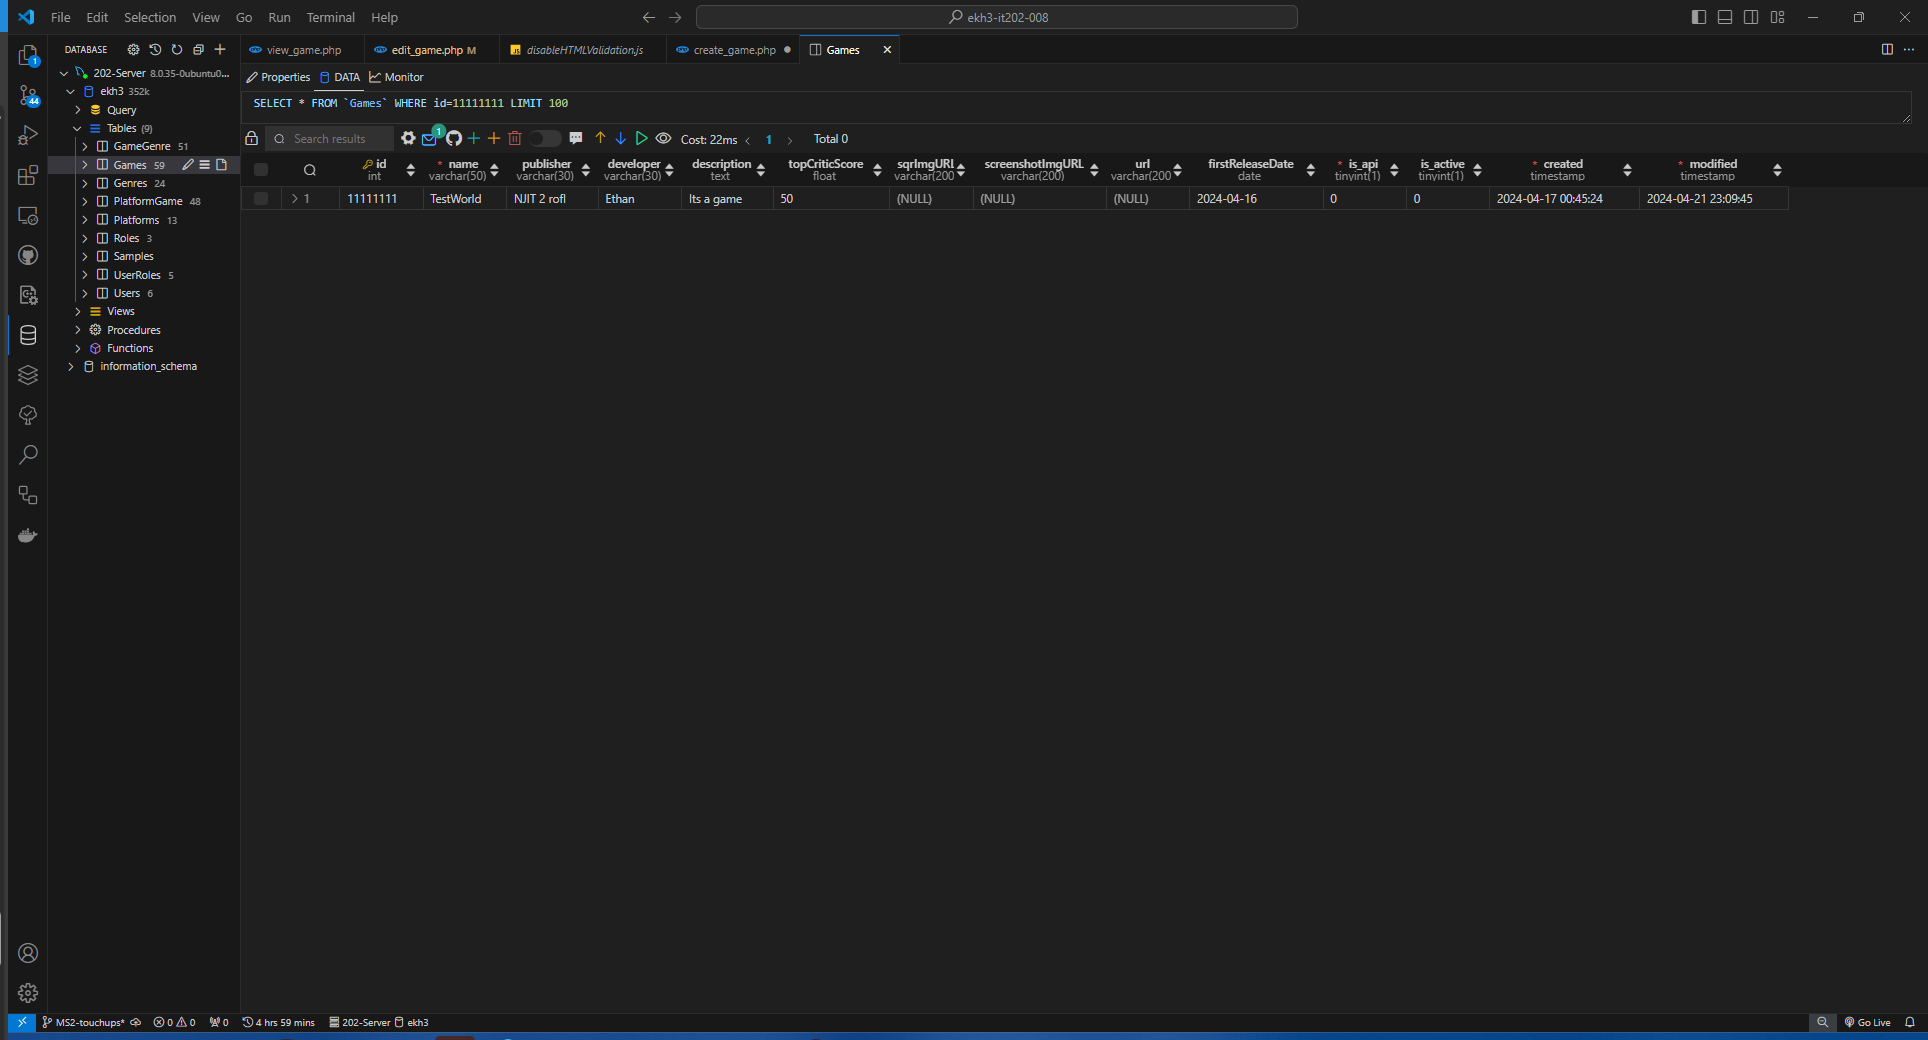 File Edit Selection View Go Run Terminal Help
ekh3-it202-008
DATABASE
view_game.php
edit_game.php M
disableHTMLValidation.js
create_game.php
Games
202-Server 8.0.35-0ubuntu0...
ekh3 352k
Query
Tables (9)
GameGenre 51
Games 59
Genres 24
PlatformGame 48
Platforms 13
Roles 3
Samples
UserRoles 5
Users 6
Views
Procedures
Functions
information_schema
1
44
Properties DATA Monitor
SELECT * FROM `Games` WHERE id=11111111 LIMIT 100
Search results 1 Cost: 22ms 1 Total 0
id * name publisher developer description topCriticScore sqrImgURL screenshotImgURL url firstReleaseDate * is_api is_active * created * modified
int varchar(50) varchar(30) varchar(30) text float varchar(200 varchar(200) varchar(200 date tinyint(1) tinyint(1) timestamp timestamp
1 11111111 TestWorld NJIT 2 rofl Ethan Its a game 50 (NULL) (NULL) (NULL) 2024-04-16 0 0 2024-04-17 00:45:24 2024-04-21 23:09:45
MS2-touchups* 0 0 0 4 hrs 59 mins 202-Server ekh3 Go Live